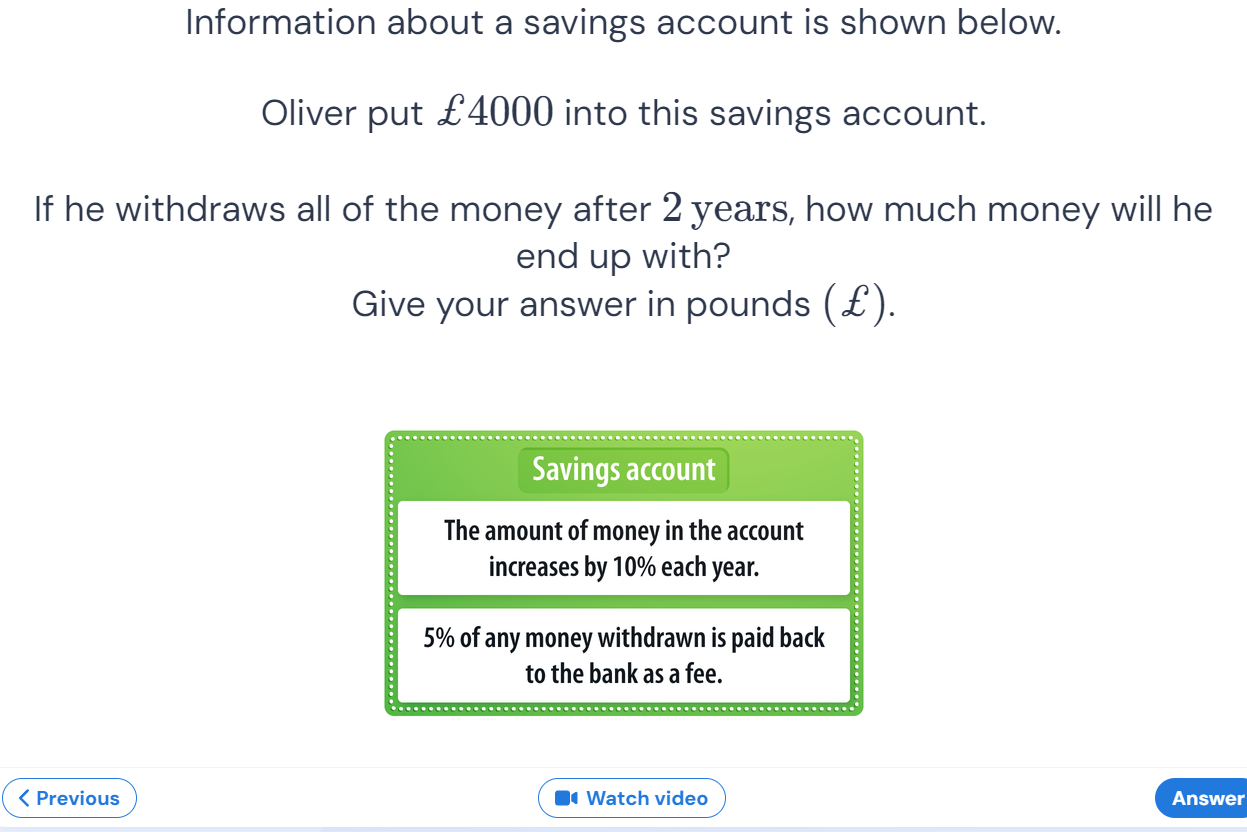 Information about a savings account is shown below.
Oliver put £4000 into this savings account.
If he withdraws all of the money after 2 years, how much money will he
end up with?
Give your answer in pounds (£).
Savings account
The amount of money in the account
increases by 10% each year.
5% of any money withdrawn is paid back
to the bank as a fee.
Previous
Watch video
Answer